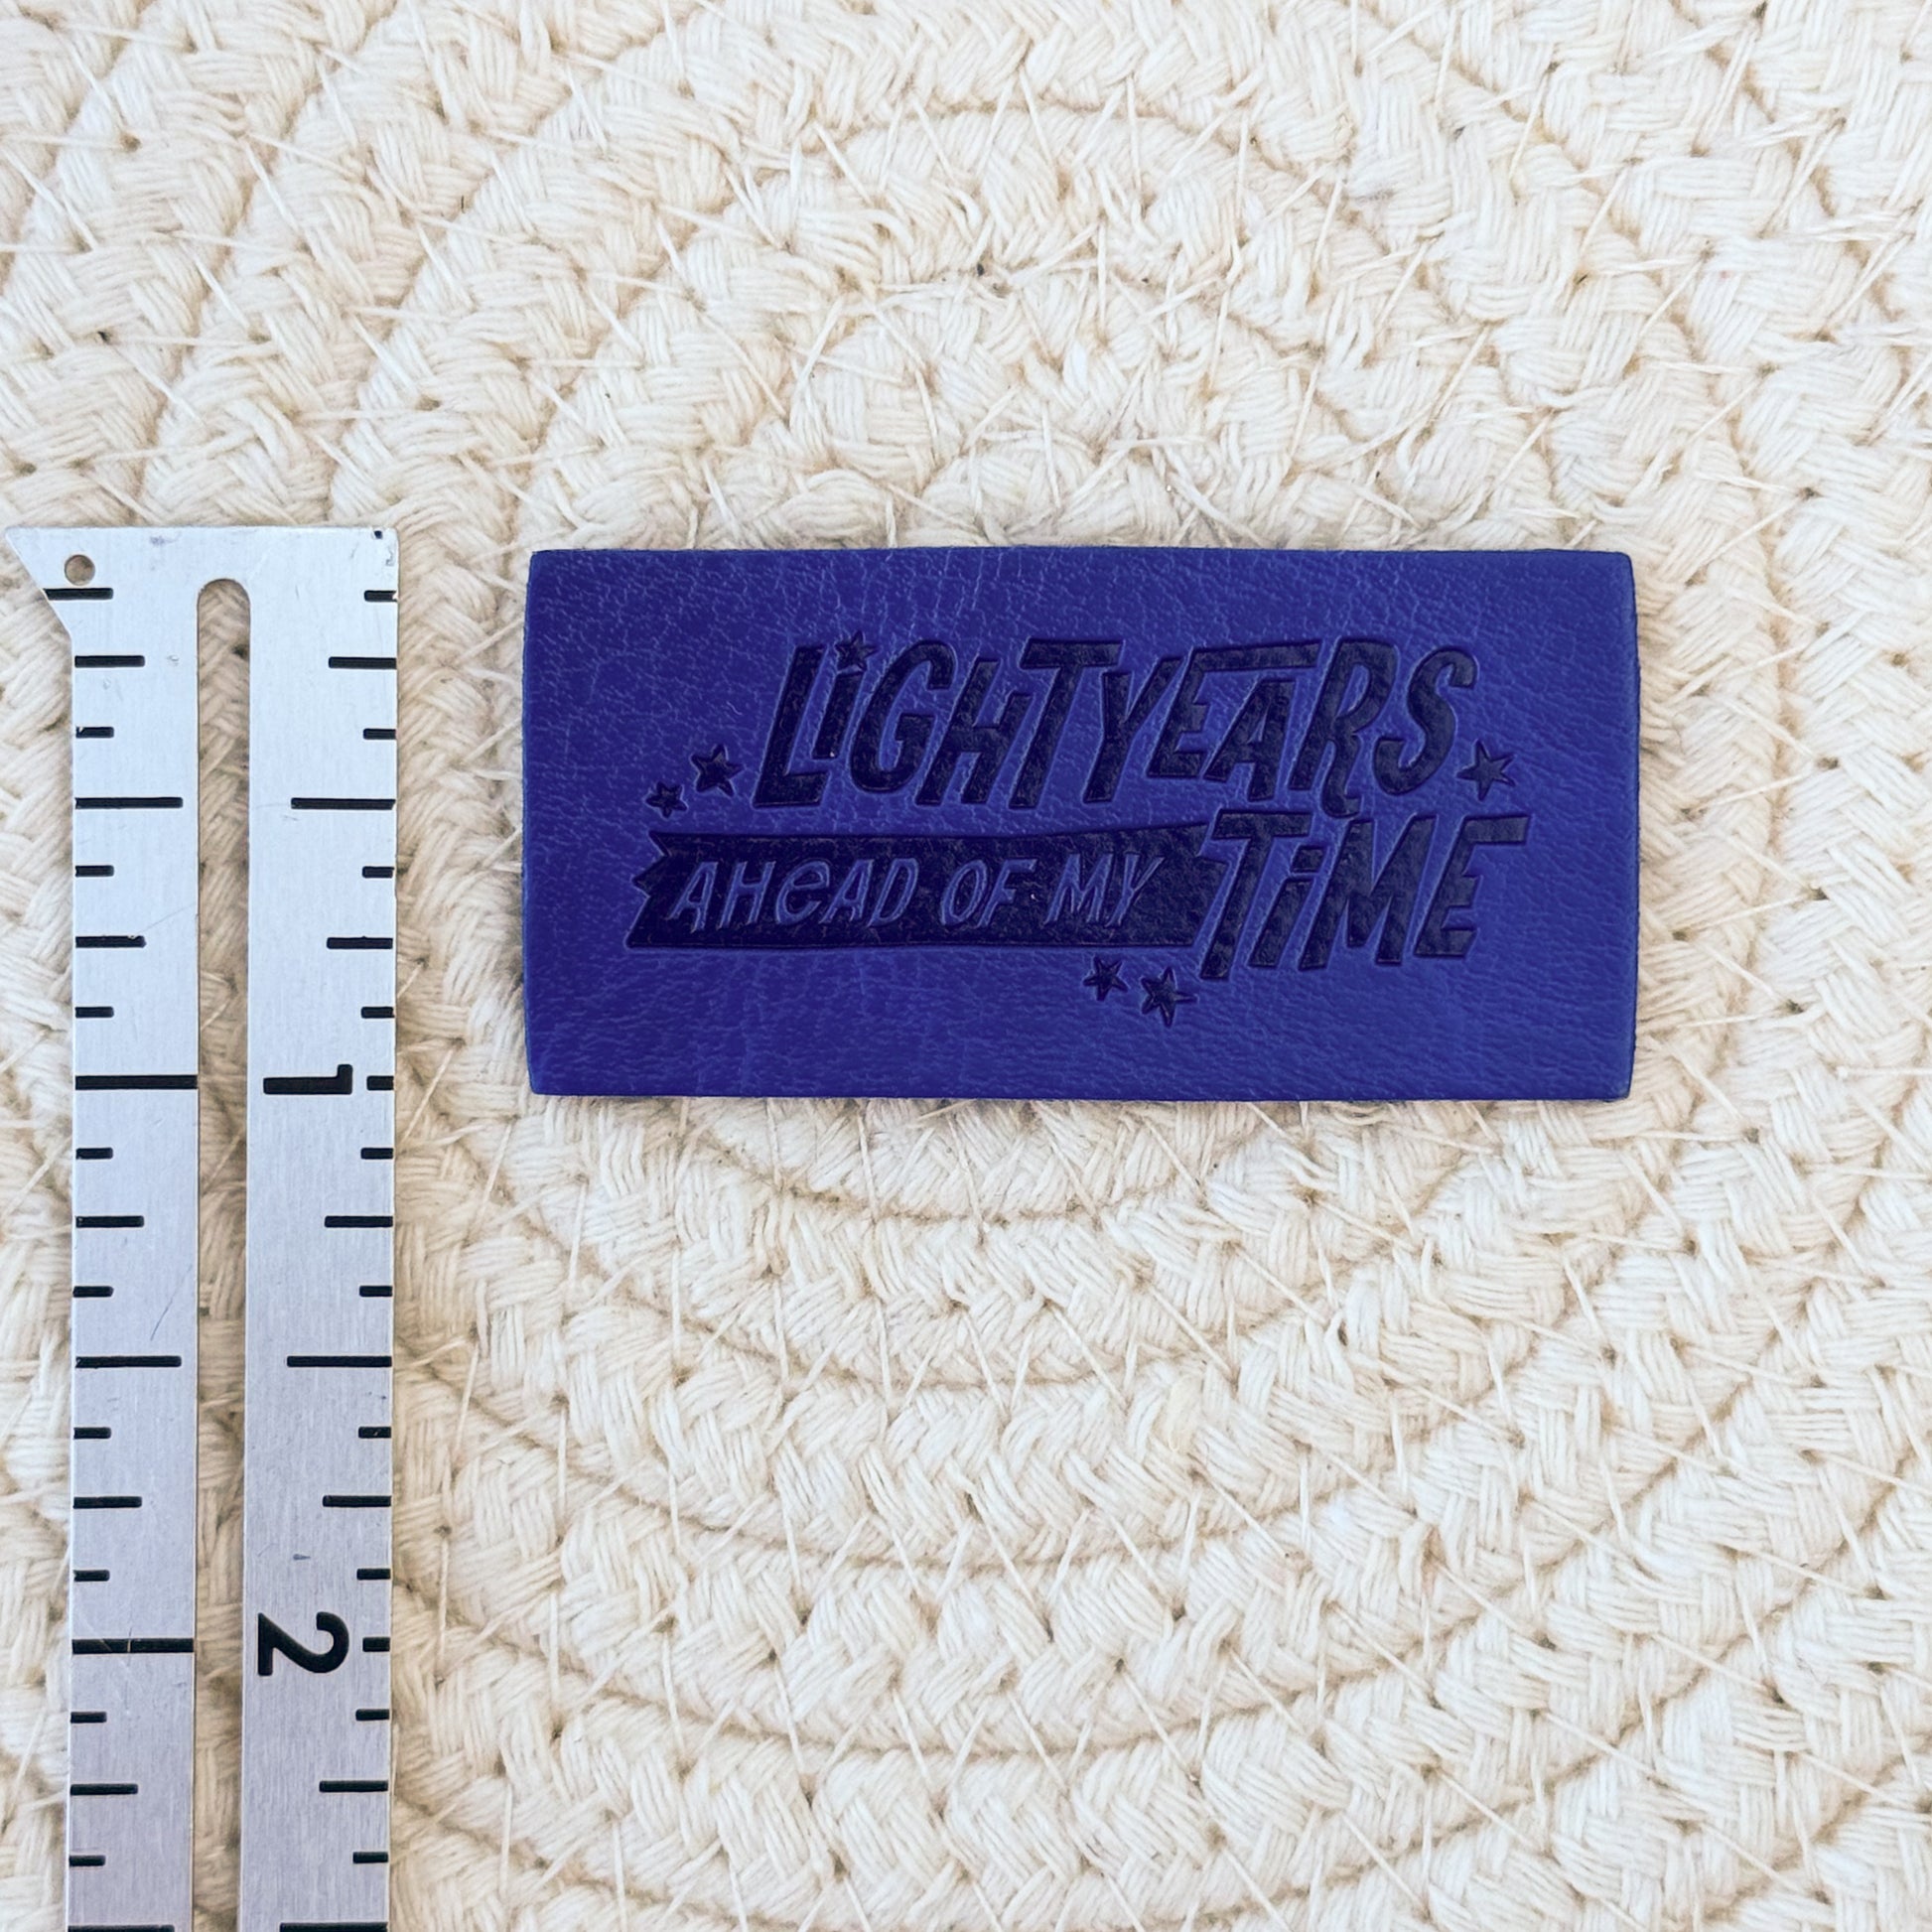 LiGHTYEARS
AHeAD OF MY TiME
1
2